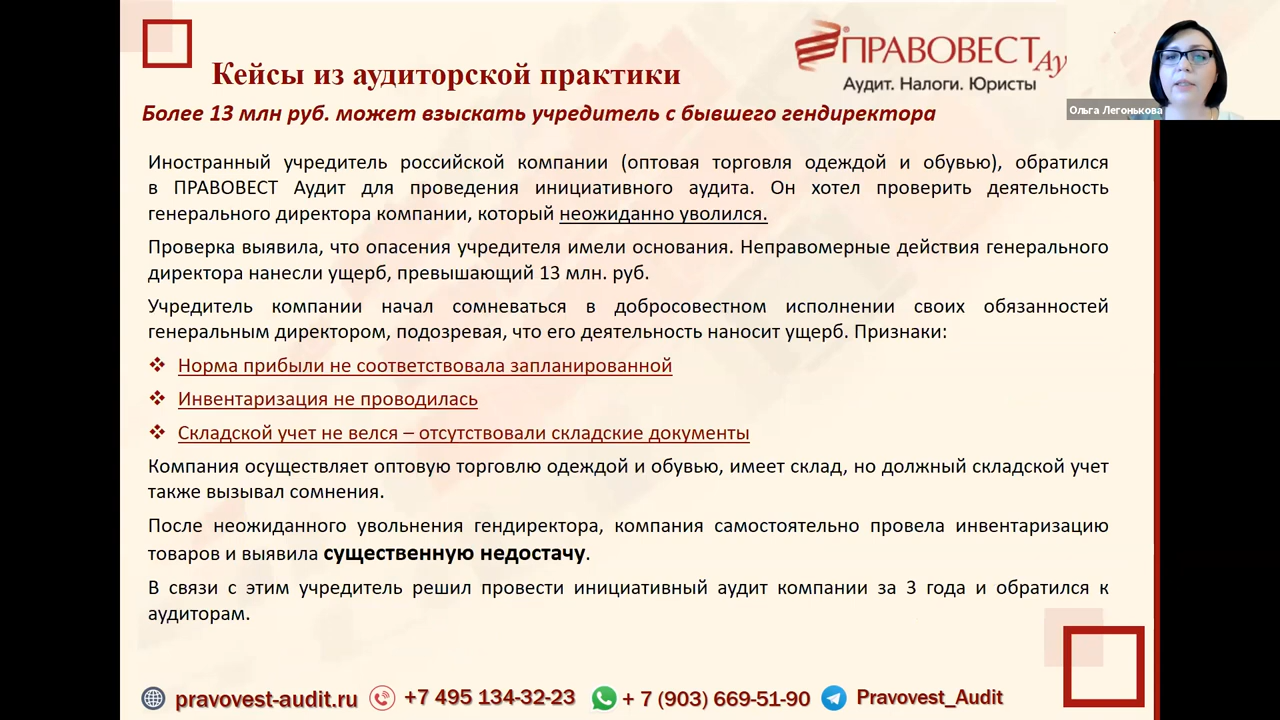 ПРАВОВЕСТ Ау
Аудит. Налоги. Юристы
Ольга Легонькова
Кейсы из аудиторской практики
Более 13 млн руб. может взыскать учредитель с бывшего гендиректора
Иностранный учредитель российской компании (оптовая торговля одеждой и обувью), обратился
в ПРАВОВЕСТ Аудит для проведения инициативного аудита. Он хотел проверить деятельность
генерального директора компании, который неожиданно уволился.
Проверка выявила, что опасения учредителя имели основания. Неправомерные действия генерального
директора нанесли ущерб, превышающий 13 млн. руб.
Учредитель компании начал сомневаться в добросовестном исполнении своих обязанностей
генеральным директором, подозревая, что его деятельность наносит ущерб. Признаки:
❖ Норма прибыли не соответствовала запланированной
❖ Инвентаризация не проводилась
❖ Складской учет не велся – отсутствовали складские документы
Компания осуществляет оптовую торговлю одеждой и обувью, имеет склад, но должный складской учет
также вызывал сомнения.
После неожиданного увольнения гендиректора, компания самостоятельно провела инвентаризацию
товаров и выявила существенную недостачу.
В связи с этим учредитель решил провести инициативный аудит компании за 3 года и обратился к
аудиторам.
pravovest-audit.ru +7 495 134-32-23 + 7 (903) 669-51-90 Pravovest_Audit